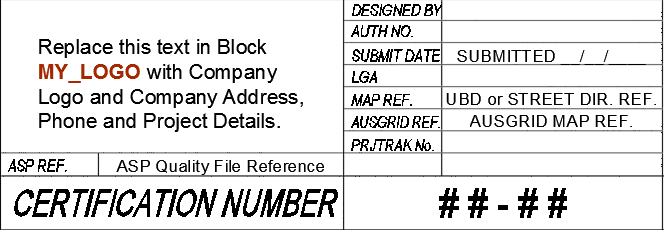 Replace this text in Block
MY_LOGO with Company
Logo and Company Address,
Phone and Project Details.
ASP REF. ASP Quality File Reference
DESIGNED BY
AUTH NO.
SUBMIT DATE SUBMITTED __/__/____
LGA
MAP REF. UBD or STREET DIR. REF.
AUSGRID REF. AUSGRID MAP REF.
PRJTRAK No.
CERTIFICATION NUMBER ##-##